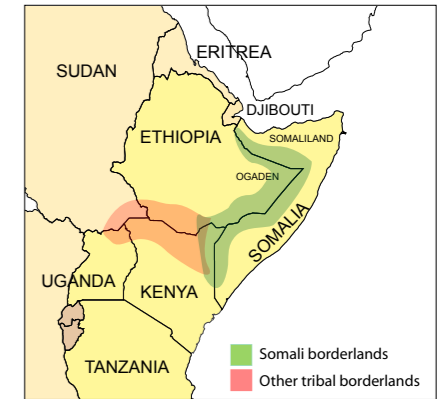 ERITREA
SUDAN
DJIBOUTI
ETHIOPIA
SOMALILAND
OGADEN
SOMALIA
UGANDA
KENYA
TANZANIA
Somali borderlands
Other tribal borderlands